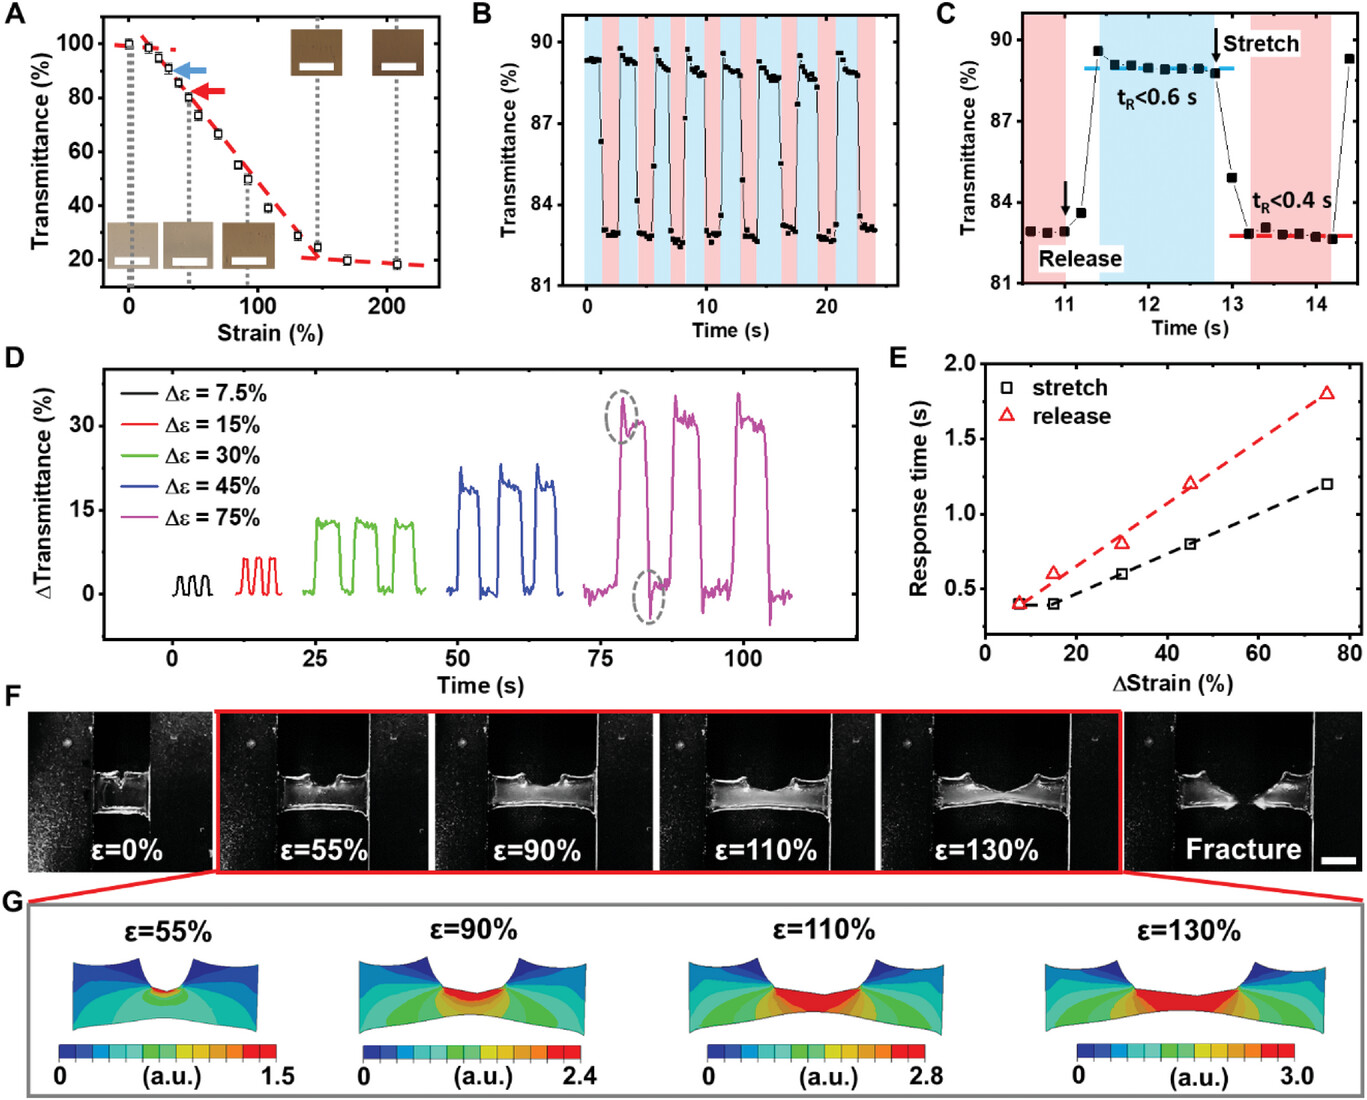 A
Transmittance (%)
100
80
60
40
20
0
100
200
Strain (%)
B
Transmittance (%)
90
87
84
81
0
10
20
Time (s)
C
Transmittance (%)
90
87
84
81
Stretch
tR<0.6 s
tR<0.4 s
Release
11
12
13
14
Time (s)
D
ΔTransmittance (%)
30
15
0
Δε = 7.5%
Δε = 15%
Δε = 30%
Δε = 45%
Δε = 75%
0
25
50
75
100
Time (s)
E
Response time (s)
2.0
1.5
1.0
0.5
stretch
release
0
20
40
60
80
ΔStrain (%)
F
ε=0%
ε=55%
ε=90%
ε=110%
ε=130%
Fracture
G
ε=55%
ε=90%
ε=110%
ε=130%
0 (a.u.) 1.5
0 (a.u.) 2.4
0 (a.u.) 2.8
0 (a.u.) 3.0